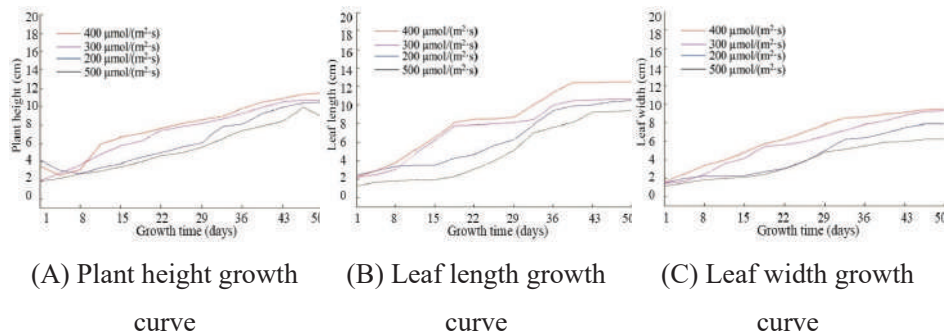 20
18
16
14
12
10
8
6
4
2
0
Plant height (cm)
400 μmol/(m²·s)
300 μmol/(m²·s)
200 μmol/(m²·s)
500 μmol/(m²·s)
1 8 15 22 29 36 43 50
Growth time (days)
(A) Plant height growth
curve
20
18
16
14
12
10
8
6
4
2
0
Leaf length (cm)
400 μmol/(m²·s)
300 μmol/(m²·s)
200 μmol/(m²·s)
500 μmol/(m²·s)
1 8 15 22 29 36 43 50
Growth time (days)
(B) Leaf length growth
curve
20
18
16
14
12
10
8
6
4
2
0
Leaf width (cm)
400 μmol/(m²·s)
300 μmol/(m²·s)
200 μmol/(m²·s)
500 μmol/(m²·s)
1 8 15 22 29 36 43 50
Growth time (days)
(C) Leaf width growth
curve